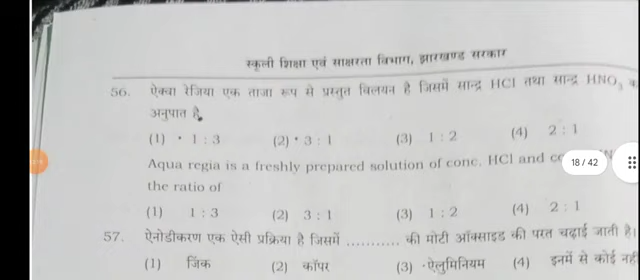 स्कूली शिक्षा एवं साक्षरता विभाग, झारखण्ड सरकार
56. ऐक्वा रेजिया एक ताजा रूप से प्रस्तुत विलयन है जिसमें सान्द्र HCl तथा सान्द्र HNO₃
अनुपात है
(1) 1 : 3 (2) 3 : 1 (3) 1 : 2 (4) 2 : 1
Aqua regia is a freshly prepared solution of conc. HCl and
18 / 42
the ratio of
(1) 1 : 3 (2) 3 : 1 (3) 1 : 2 (4) 2 : 1
57. ऐनोडीकरण एक ऐसी प्रक्रिया है जिसमें ........... की मोटी ऑक्साइड की परत चढ़ाई जाती है।
(1) जिंक (2) कॉपर (3) ऐलुमिनियम (4) इनमें से कोई